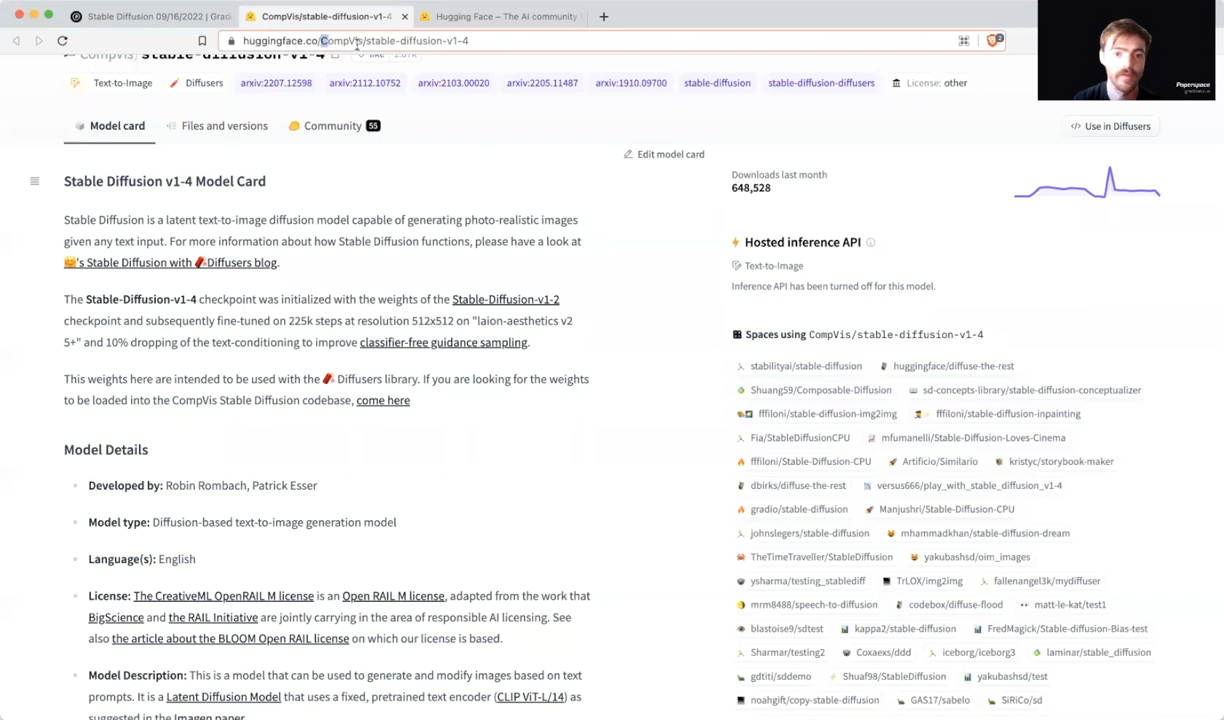 Stable Diffusion 09/16/2022 | Grad
CompVis/stable-diffusion-v1-4
Hugging Face – The AI community
huggingface.co/CompVis/stable-diffusion-v1-4
2
CompVis/stable-diffusion-v1-4 like 1.67k
Text-to-Image Diffusers arxiv:2207.12598 arxiv:2112.10752 arxiv:2103.00020 arxiv:2205.11487 arxiv:1910.09700 stable-diffusion stable-diffusion-diffusers License: other
Paperspace
Model card Files and versions Community 55
Use in Diffusers
Edit model card
Stable Diffusion v1-4 Model Card
Stable Diffusion is a latent text-to-image diffusion model capable of generating photo-realistic images
given any text input. For more information about how Stable Diffusion functions, please have a look at
🤗's Stable Diffusion with 🧨Diffusers blog.
The Stable-Diffusion-v1-4 checkpoint was initialized with the weights of the Stable-Diffusion-v1-2
checkpoint and subsequently fine-tuned on 225k steps at resolution 512x512 on "laion-aesthetics v2
5+" and 10% dropping of the text-conditioning to improve classifier-free guidance sampling.
This weights here are intended to be used with the 🧨 Diffusers library. If you are looking for the weights
to be loaded into the CompVis Stable Diffusion codebase, come here
Model Details
Developed by: Robin Rombach, Patrick Esser
Model type: Diffusion-based text-to-image generation model
Language(s): English
License: The CreativeML OpenRAIL M license is an Open RAIL M license, adapted from the work that
BigScience and the RAIL Initiative are jointly carrying in the area of responsible AI licensing. See
also the article about the BLOOM Open RAIL license on which our license is based.
Model Description: This is a model that can be used to generate and modify images based on text
prompts. It is a Latent Diffusion Model that uses a fixed, pretrained text encoder (CLIP ViT-L/14) as
suggested in the Imagen paper.
Downloads last month
648,528
Hosted inference API
Text-to-Image
Inference API has been turned off for this model.
Spaces using CompVis/stable-diffusion-v1-4
stabilityai/stable-diffusion huggingface/diffuse-the-rest
Shuang59/Composable-Diffusion sd-concepts-library/stable-diffusion-conceptualizer
fffiloni/stable-diffusion-img2img fffiloni/stable-diffusion-inpainting
Fia/StableDiffusionCPU mfumanelli/Stable-Diffusion-Loves-Cinema
fffiloni/Stable-Diffusion-CPU Artificio/Similario kristyc/storybook-maker
dbirks/diffuse-the-rest versus666/play_with_stable_diffusion_v1-4
gradio/stable-diffusion Manjushri/Stable-Diffusion-CPU
johnslegers/stable-diffusion mhammadkhan/stable-diffusion-dream
TheTimeTraveller/StableDiffusion yakubashsd/oim_images
ysharma/testing_stablediff TrLOX/img2img fallenangel3k/mydiffuser
mrm8488/speech-to-diffusion codebox/diffuse-flood matt-le-kat/test1
blastoise9/sdtest kappa2/stable-diffusion FredMagick/Stable-diffusion-Bias-test
Sharmar/testing2 Coxaexs/ddd iceborg/iceborg3 laminar/stable_diffusion
gdtiti/sddemo Shuaf98/StableDiffusion yakubashsd/test
noahgift/copy-stable-diffusion GAS17/sabelo SiRiCo/sd